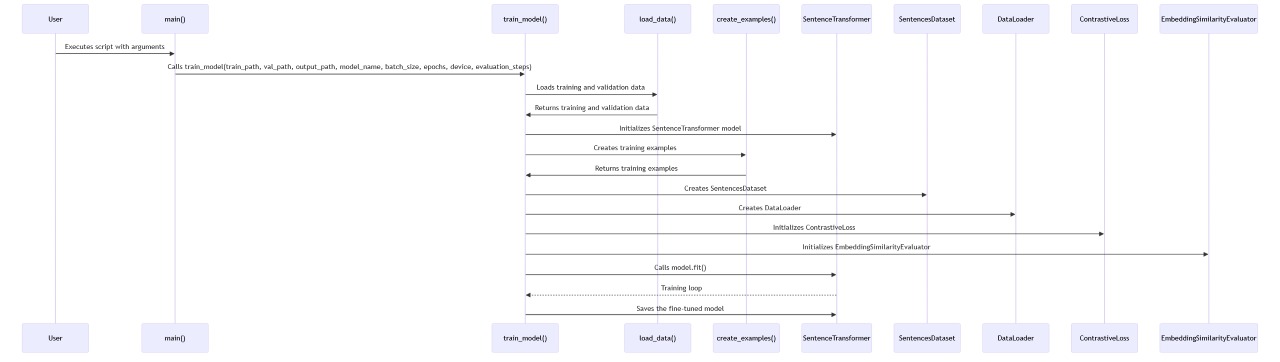 User main() train_model() load_data() create_examples() SentenceTransformer SentencesDataset DataLoader ContrastiveLoss EmbeddingSimilarityEvaluator
Executes script with arguments
Calls train_model(train_path, val_path, output_path, model_name, batch_size, epochs, device, evaluation_steps)
Loads training and validation data
Returns training and validation data
Initializes SentenceTransformer model
Creates training examples
Returns training examples
Creates SentencesDataset
Creates DataLoader
Initializes ContrastiveLoss
Initializes EmbeddingSimilarityEvaluator
Calls model.fit()
Training loop
Saves the fine-tuned model
User main() train_model() load_data() create_examples() SentenceTransformer SentencesDataset DataLoader ContrastiveLoss EmbeddingSimilarityEvaluator